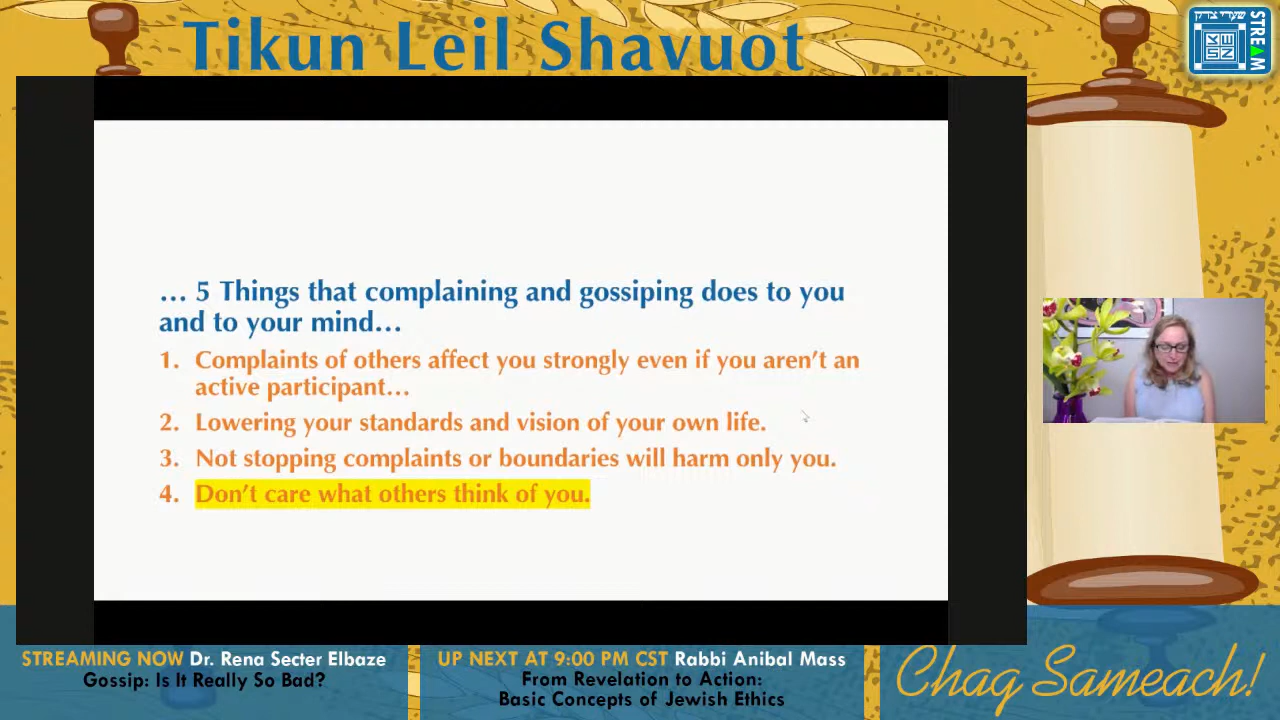 Tikun Leil Shavuot
שערי צדק
STREAM
… 5 Things that complaining and gossiping does to you
and to your mind…
1. Complaints of others affect you strongly even if you aren’t an
active participant…
2. Lowering your standards and vision of your own life.
3. Not stopping complaints or boundaries will harm only you.
4. Don’t care what others think of you.
STREAMING NOW Dr. Rena Secter Elbaze
Gossip: Is It Really So Bad?
UP NEXT AT 9:00 PM CST Rabbi Anibal Mass
From Revelation to Action:
Basic Concepts of Jewish Ethics
Chag Sameach!